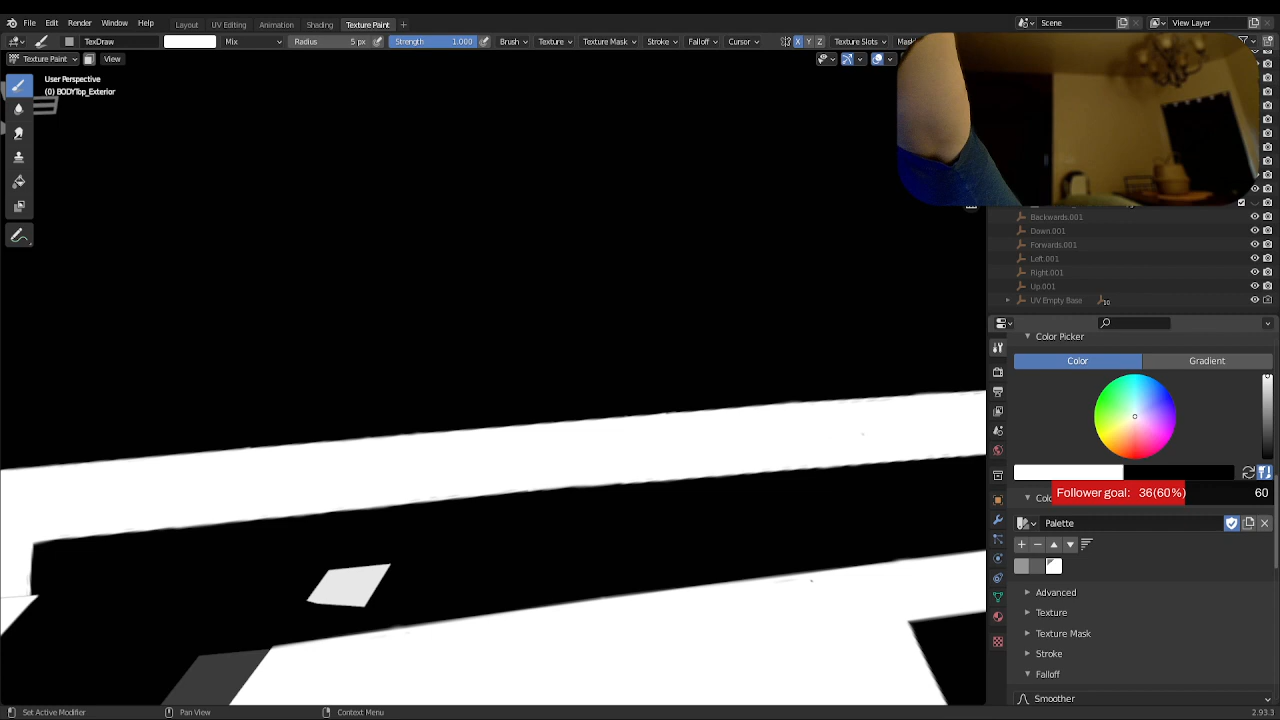 File Edit Render Window Help Layout UV Editing Animation Shading Texture Paint + Scene View Layer
TexDraw Mix Radius 5 px Strength 1.000 Brush Texture Texture Mask Stroke Falloff Cursor X Y Z Texture Slots Mask
Texture Paint View
User Perspective
(0) BODYTop_Exterior
Backwards.001
Down.001
Forwards.001
Left.001
Right.001
Up.001
UV Empty Base 10
Color Picker
Color Gradient
Follower goal: 36(60%) 60
Palette
Advanced
Texture
Texture Mask
Stroke
Falloff
Smoother
Set Active Modifier Pan View Context Menu 2.93.3